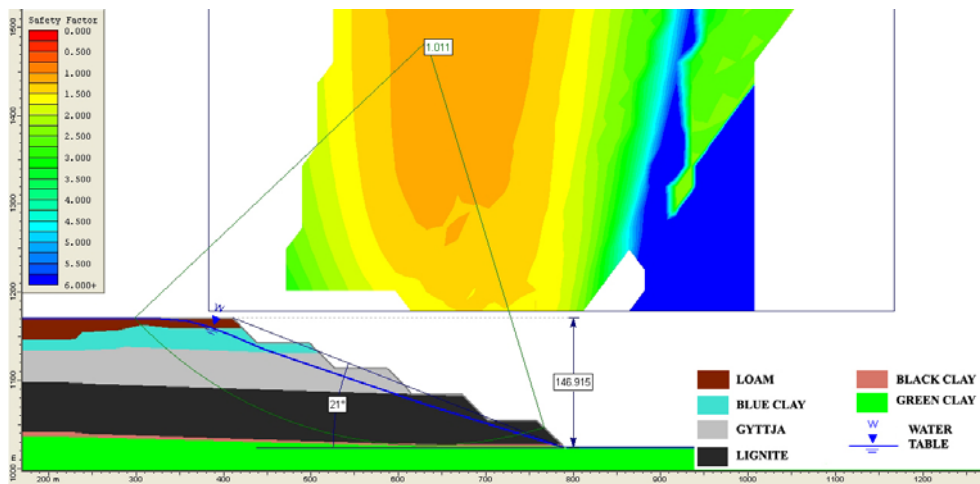 Safety Factor
0.000
0.500
1.000
1.500
2.000
2.500
3.000
3.500
4.000
4.500
5.000
5.500
6.000+
1600
1400
1300
1200
1100
1000 m
1.011
W
21°
146.915
LOAM
BLUE CLAY
GYTTJA
LIGNITE
BLACK CLAY
GREEN CLAY
W
WATER
TABLE
200 m
300
400
500
600
700
800
900
1000
1100
1200